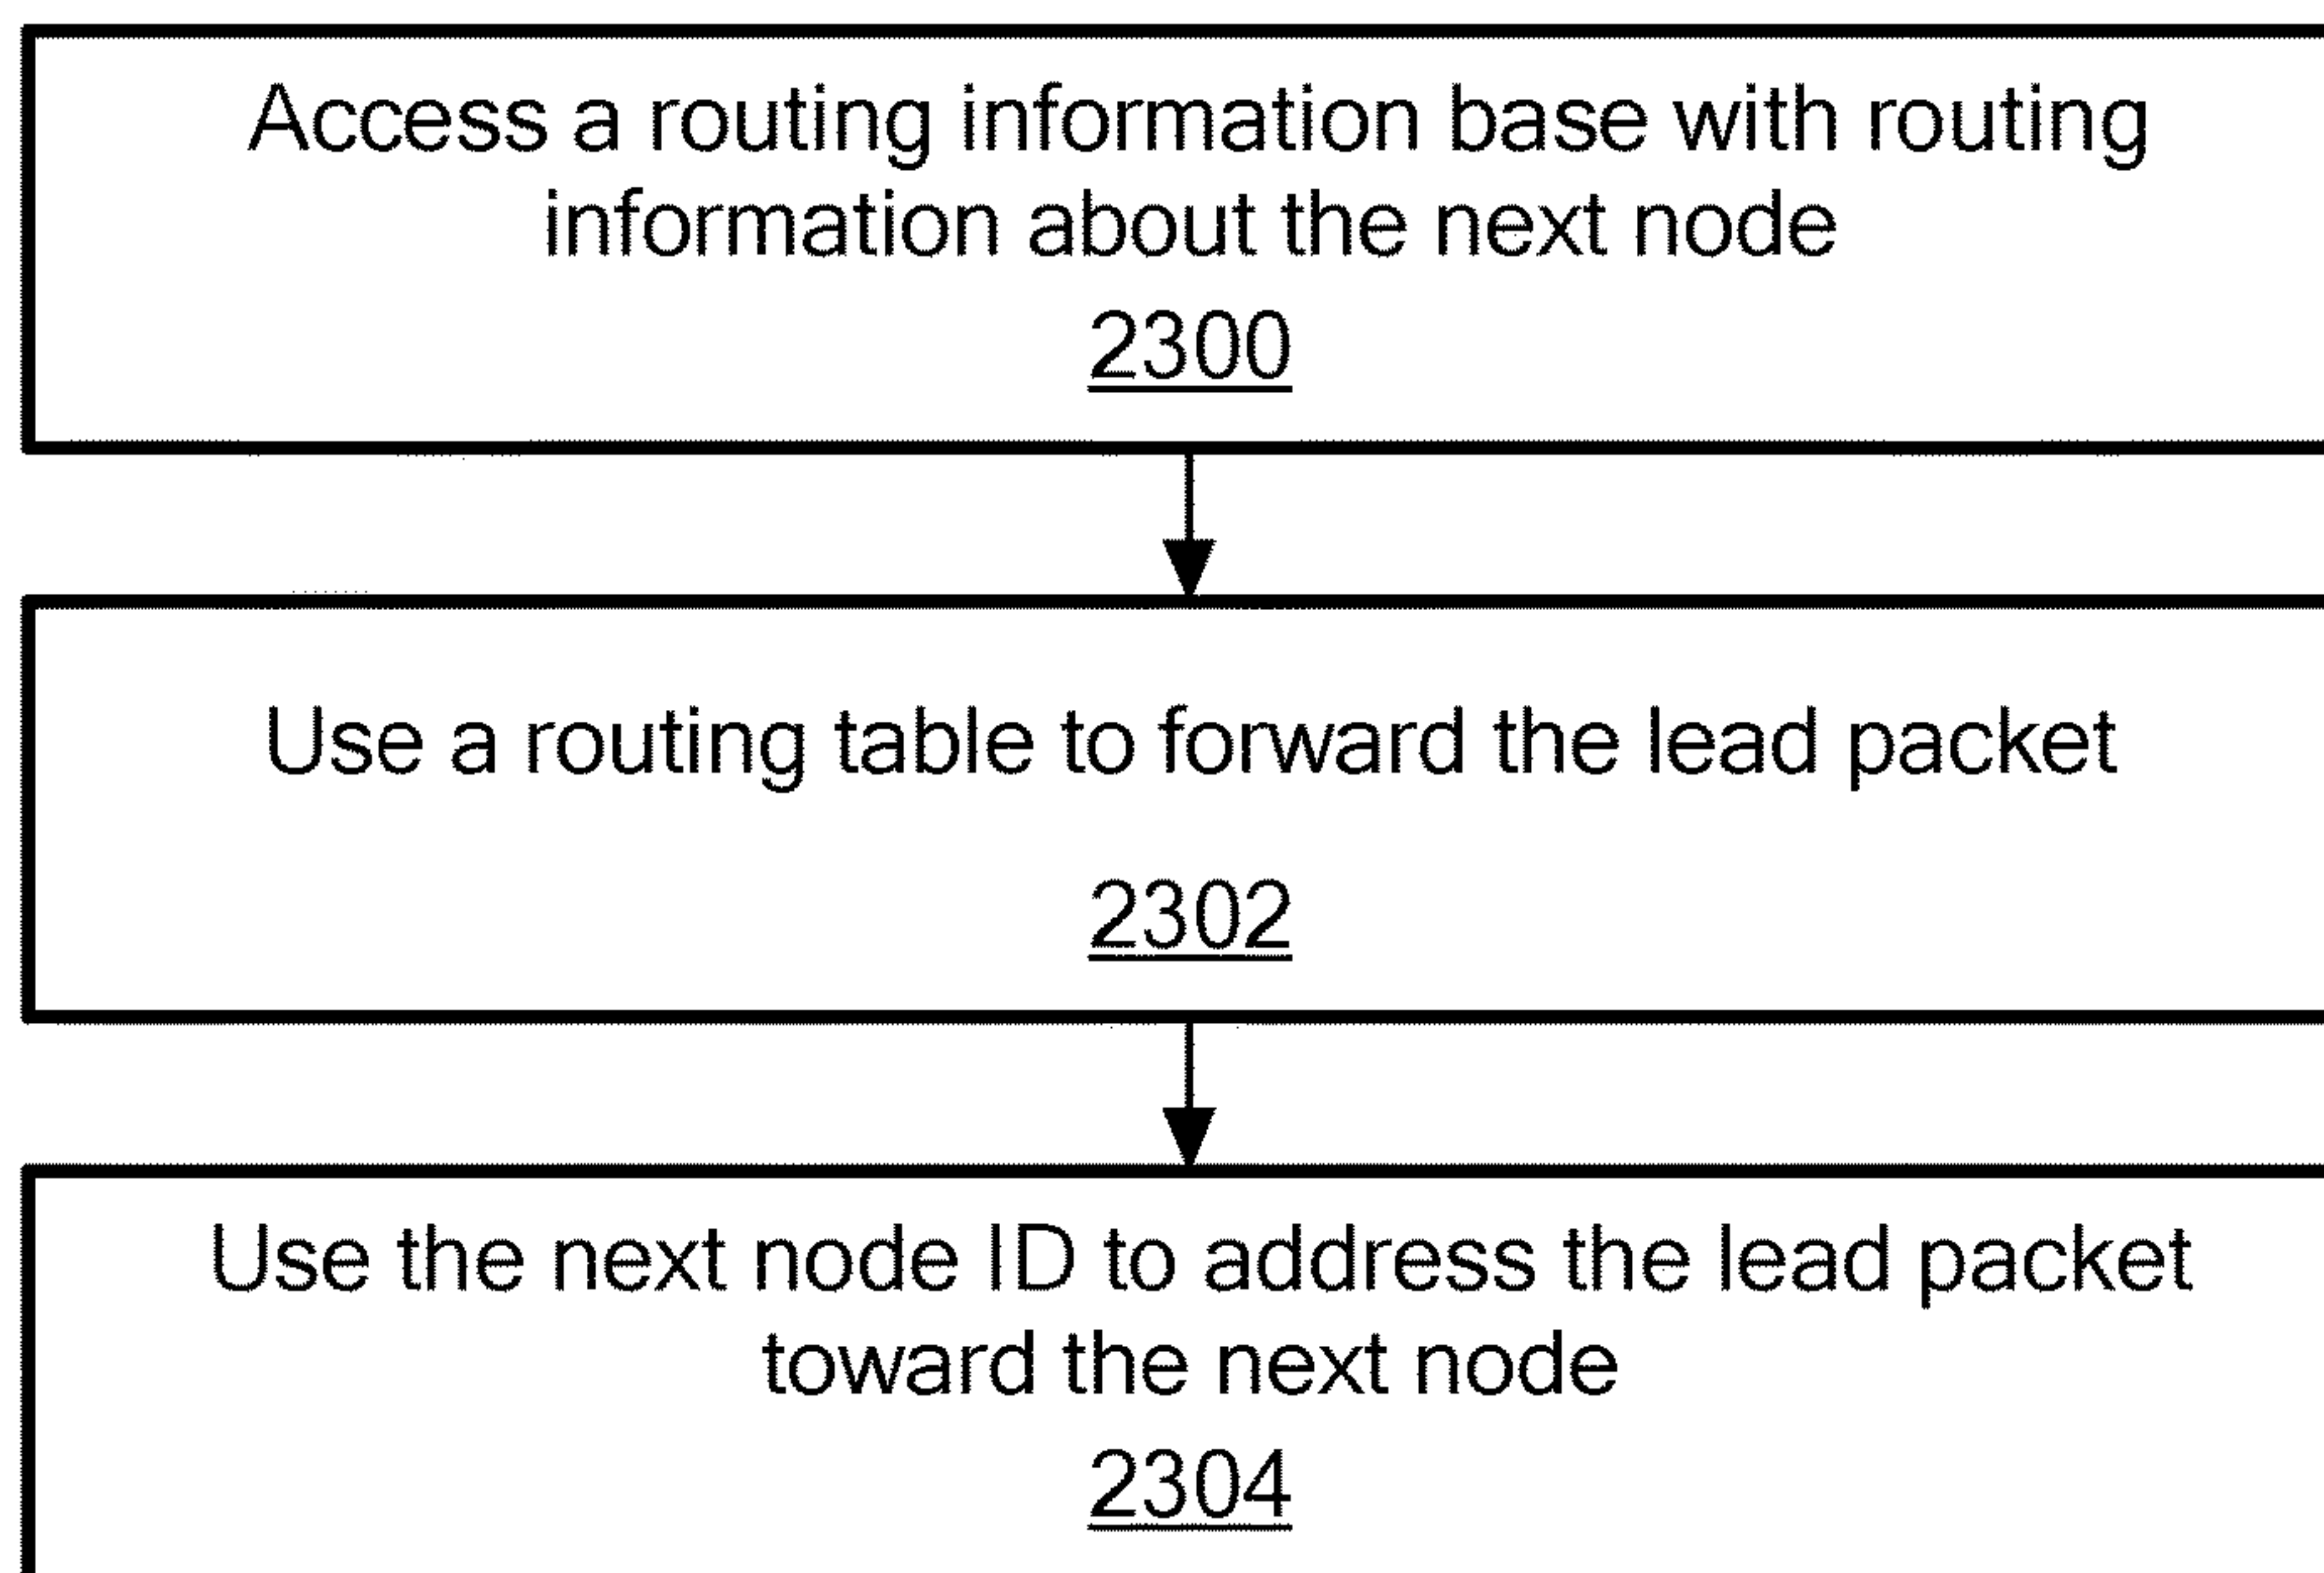 Access a routing information base with routing
information about the next node
2300
Use a routing table to forward the lead packet
2302
Use the next node ID to address the lead packet
toward the next node
2304